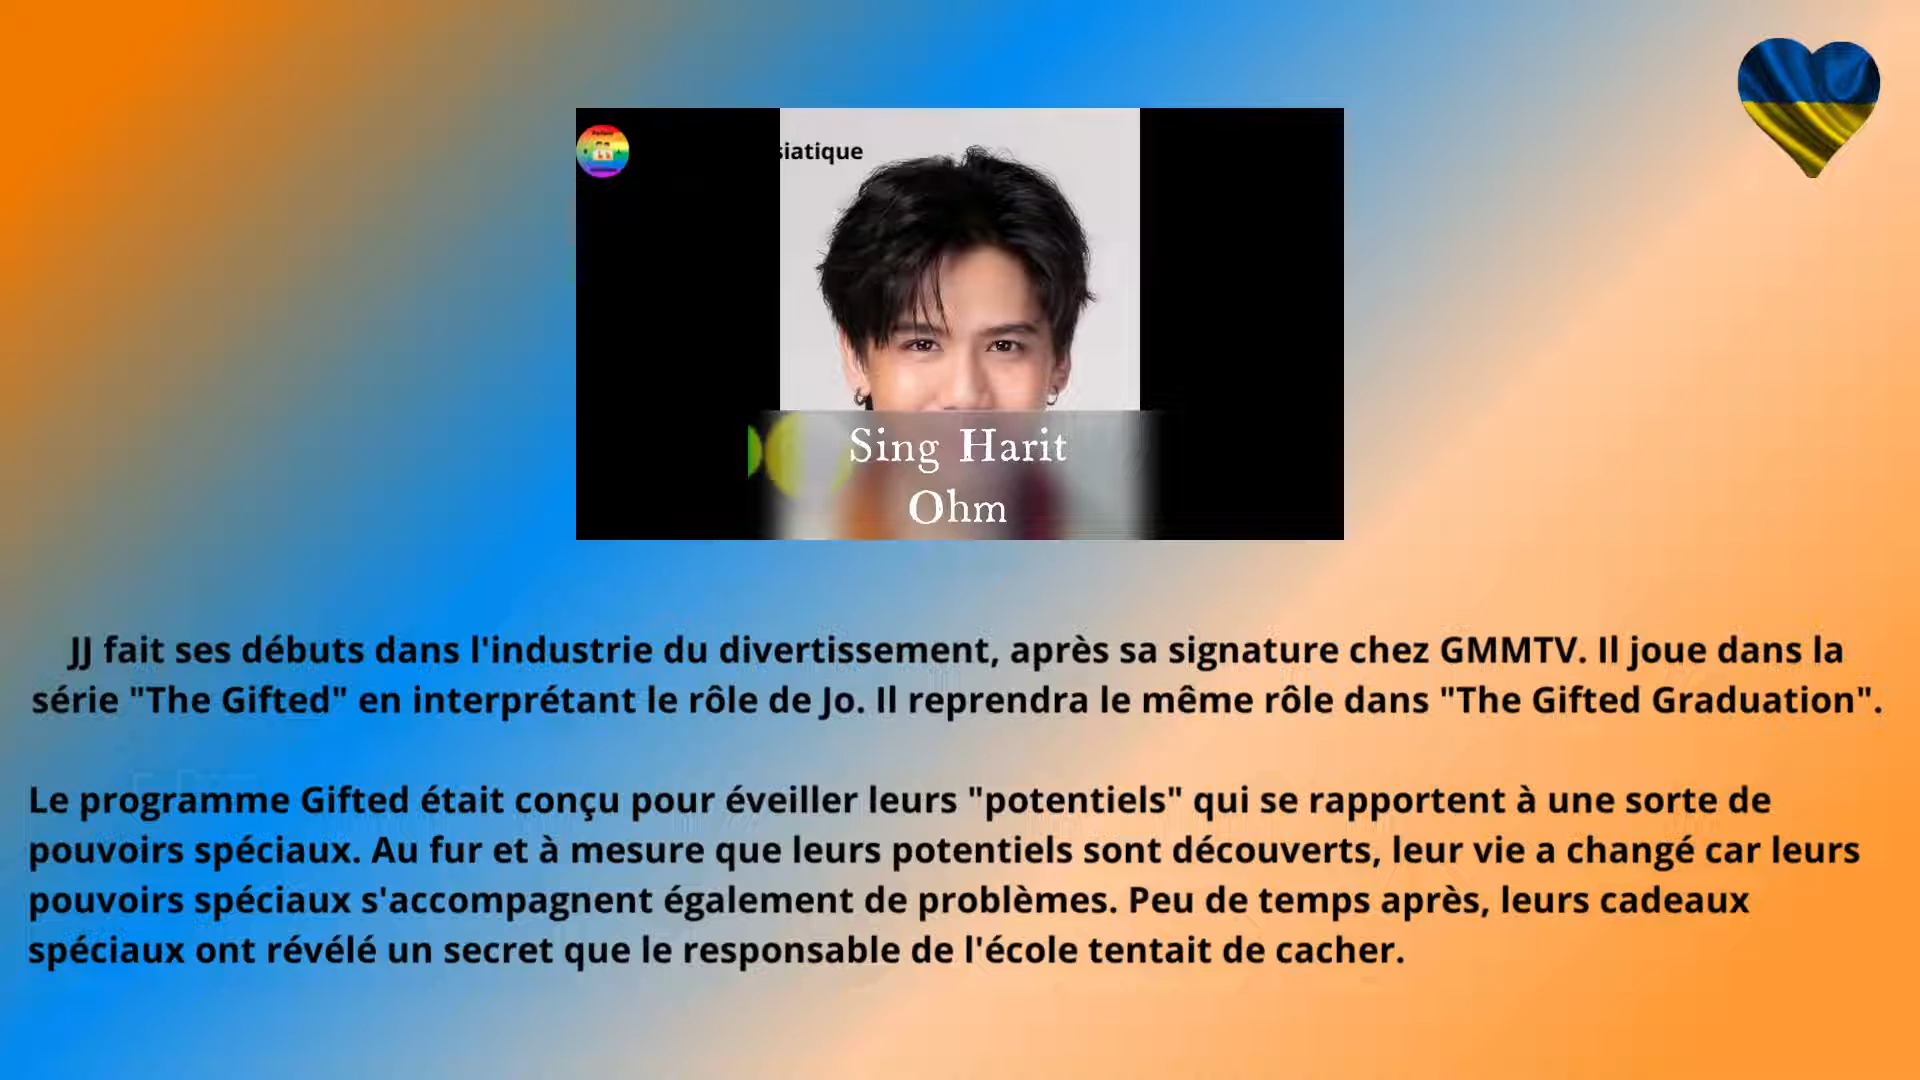 siatique
Sing Harit
Ohm
JJ fait ses débuts dans l'industrie du divertissement, après sa signature chez GMMTV. Il joue dans la
série "The Gifted" en interprétant le rôle de Jo. Il reprendra le même rôle dans "The Gifted Graduation".
Le programme Gifted était conçu pour éveiller leurs "potentiels" qui se rapportent à une sorte de
pouvoirs spéciaux. Au fur et à mesure que leurs potentiels sont découverts, leur vie a changé car leurs
pouvoirs spéciaux s'accompagnent également de problèmes. Peu de temps après, leurs cadeaux
spéciaux ont révélé un secret que le responsable de l'école tentait de cacher.